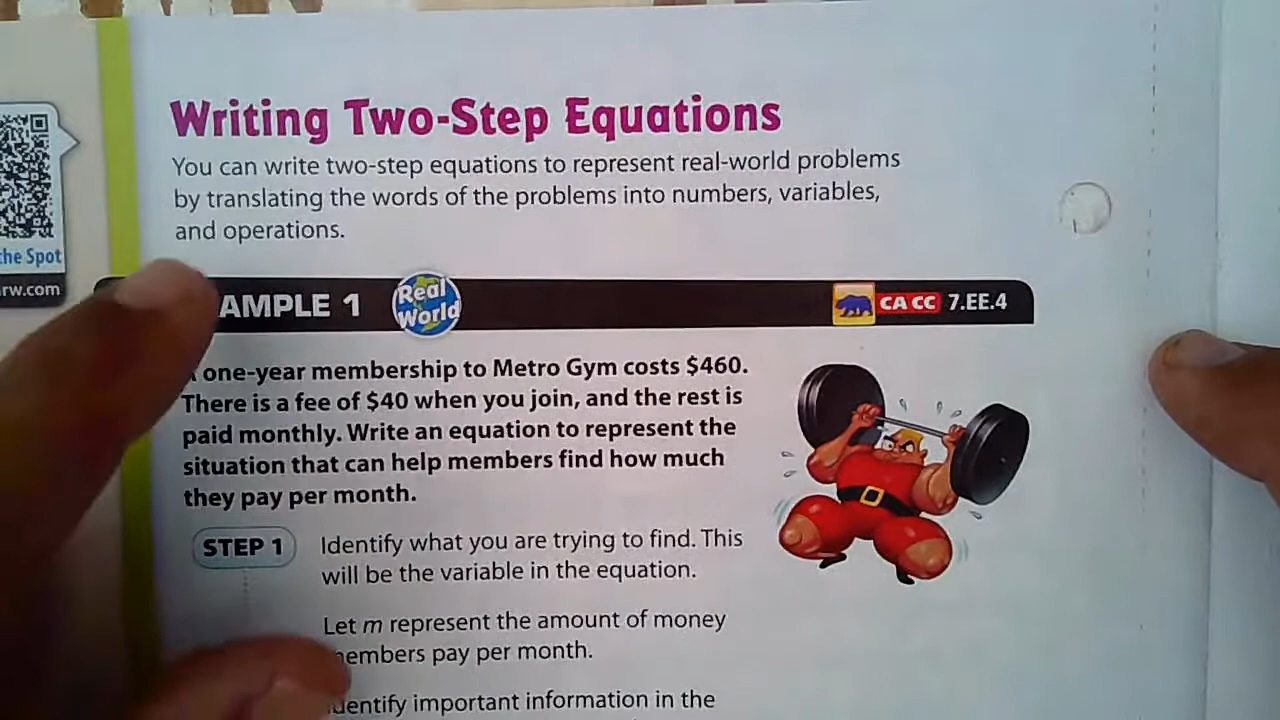 Writing Two-Step Equations
You can write two-step equations to represent real-world problems
by translating the words of the problems into numbers, variables,
and operations.
the Spot
rw.com
AMPLE 1
Real
World
CA CC 7.EE.4
one-year membership to Metro Gym costs $460.
There is a fee of $40 when you join, and the rest is
paid monthly. Write an equation to represent the
situation that can help members find how much
they pay per month.
STEP 1
Identify what you are trying to find. This
will be the variable in the equation.
Let m represent the amount of money
members pay per month.
dentify important information in the